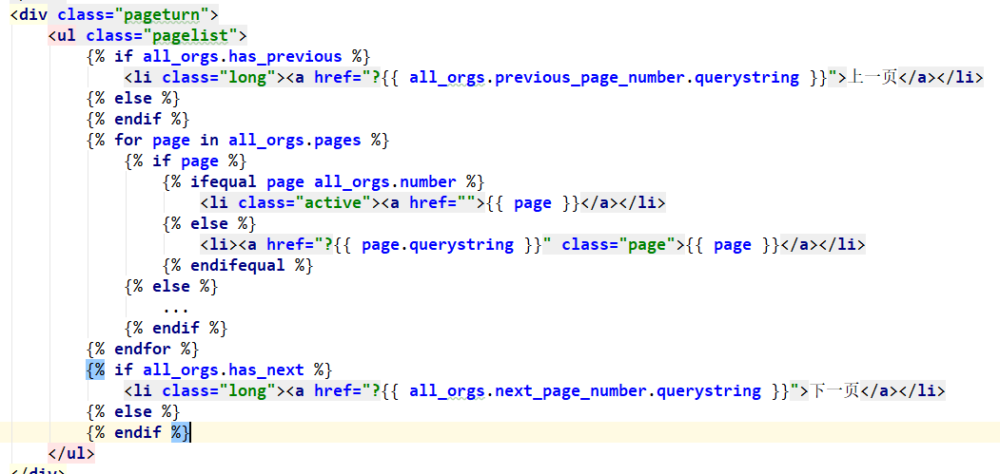 <div class="pageturn">
<ul class="pagelist">
{% if all_orgs.has_previous %}
<li class="long"><a href="?{{ all_orgs.previous_page_number.querystring }}">上一页</a></li>
{% else %}
{% endif %}
{% for page in all_orgs.pages %}
{% if page %}
{% ifequal page all_orgs.number %}
<li class="active"><a href="">{{ page }}</a></li>
{% else %}
<li><a href="?{{ page.querystring }}" class="page">{{ page }}</a></li>
{% endifequal %}
{% else %}
...
{% endif %}
{% endfor %}
{% if all_orgs.has_next %}
<li class="long"><a href="?{{ all_orgs.next_page_number.querystring }}">下一页</a></li>
{% else %}
{% endif %}
</ul>
</div>